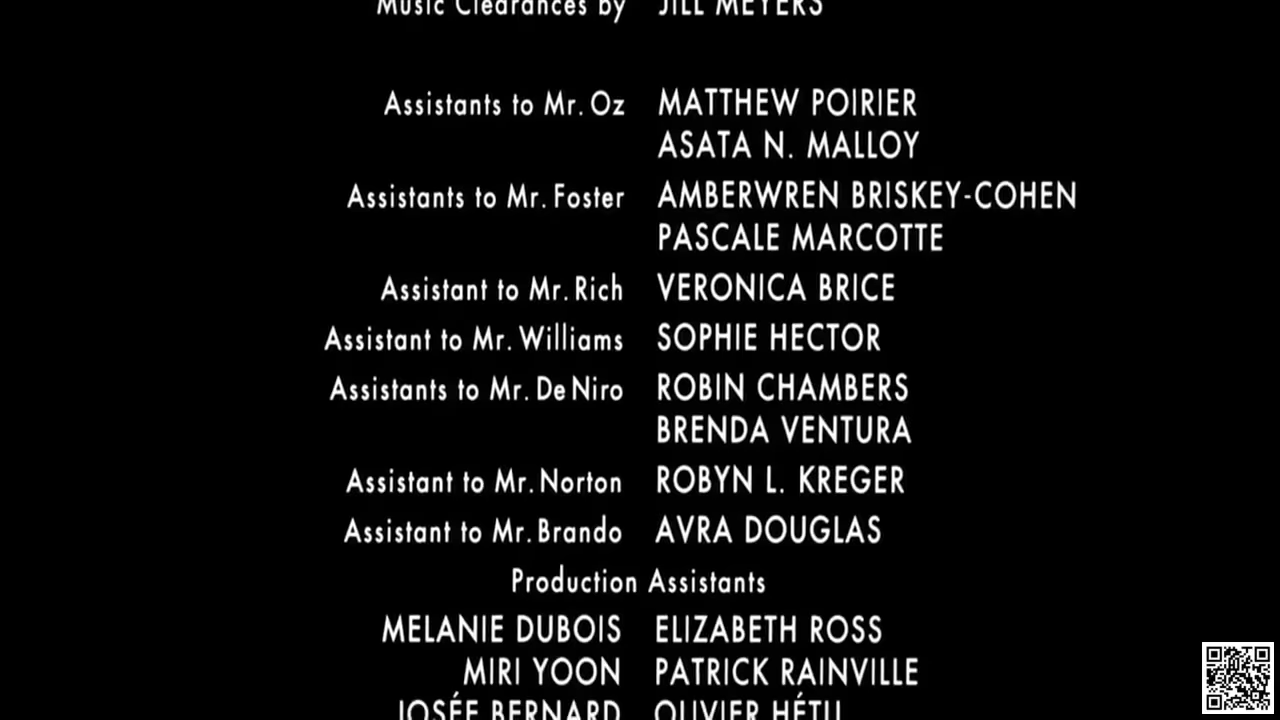 Music Clearances by JILL MEYERS
Assistants to Mr. Oz MATTHEW POIRIER
ASATA N. MALLOY
Assistants to Mr. Foster AMBERWREN BRISKEY-COHEN
PASCALE MARCOTTE
Assistant to Mr. Rich VERONICA BRICE
Assistant to Mr. Williams SOPHIE HECTOR
Assistants to Mr. De Niro ROBIN CHAMBERS
BRENDA VENTURA
Assistant to Mr. Norton ROBYN L. KREGER
Assistant to Mr. Brando AVRA DOUGLAS
Production Assistants
MELANIE DUBOIS ELIZABETH ROSS
MIRI YOON PATRICK RAINVILLE
JOSÉE BERNARD OLIVIER HÉTU